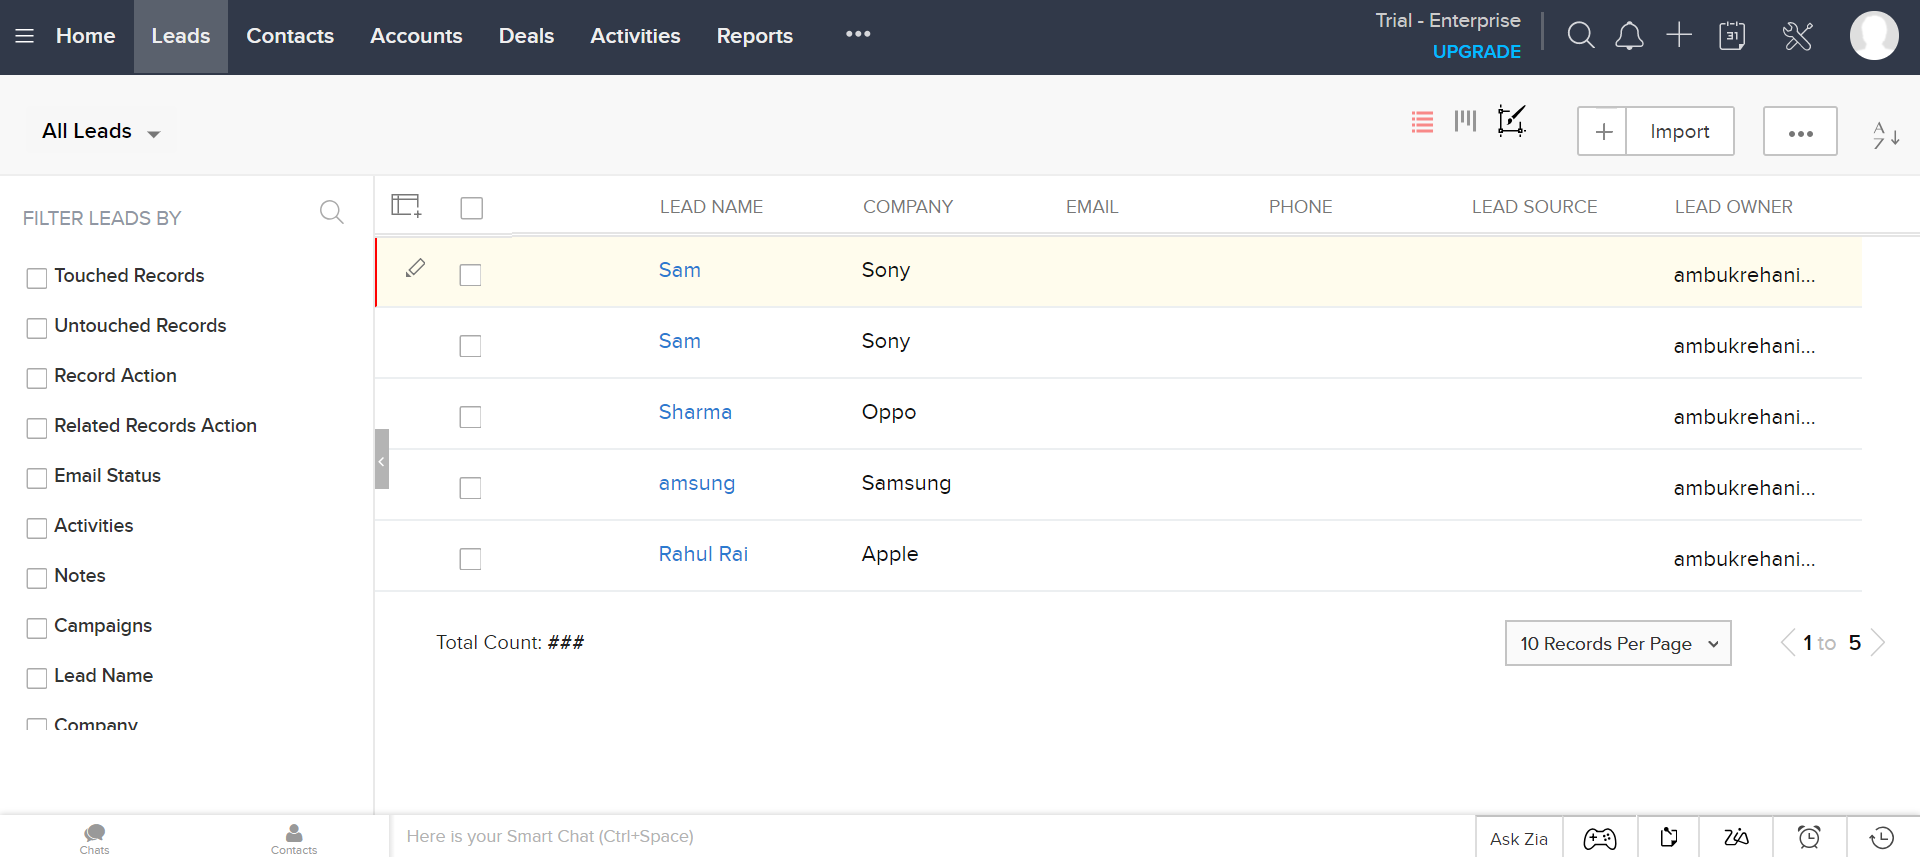 Home Leads Contacts Accounts Deals Activities Reports ••• Trial - Enterprise
UPGRADE
31
All Leads
Import
•••
A
Z
FILTER LEADS BY
LEAD NAME COMPANY EMAIL PHONE LEAD SOURCE LEAD OWNER
Touched Records
Untouched Records
Record Action
Related Records Action
Email Status
Activities
Notes
Campaigns
Lead Name
Company
Sam Sony ambukrehani...
Sam Sony ambukrehani...
Sharma Oppo ambukrehani...
amsung Samsung ambukrehani...
Rahul Rai Apple ambukrehani...
Total Count: ###
10 Records Per Page
1 to 5
Chats
Contacts
Here is your Smart Chat (Ctrl+Space)
Ask Zia